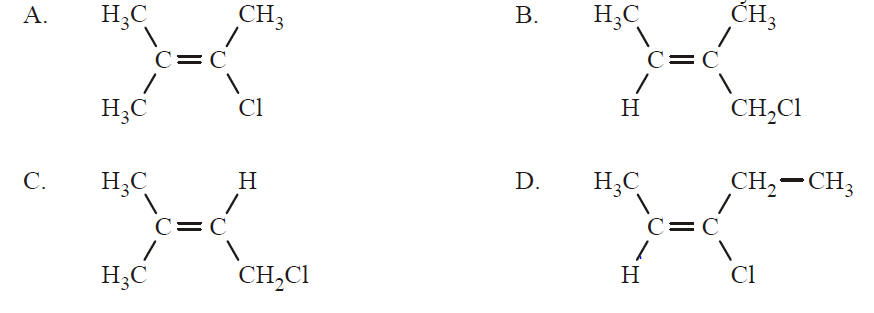 A. H₃C CH₃ B. H₃C CH₃
C=C C=C
H₃C Cl H CH₂Cl
C. H₃C H D. H₃C CH₂—CH₃
C=C C=C
H₃C CH₂Cl H Cl